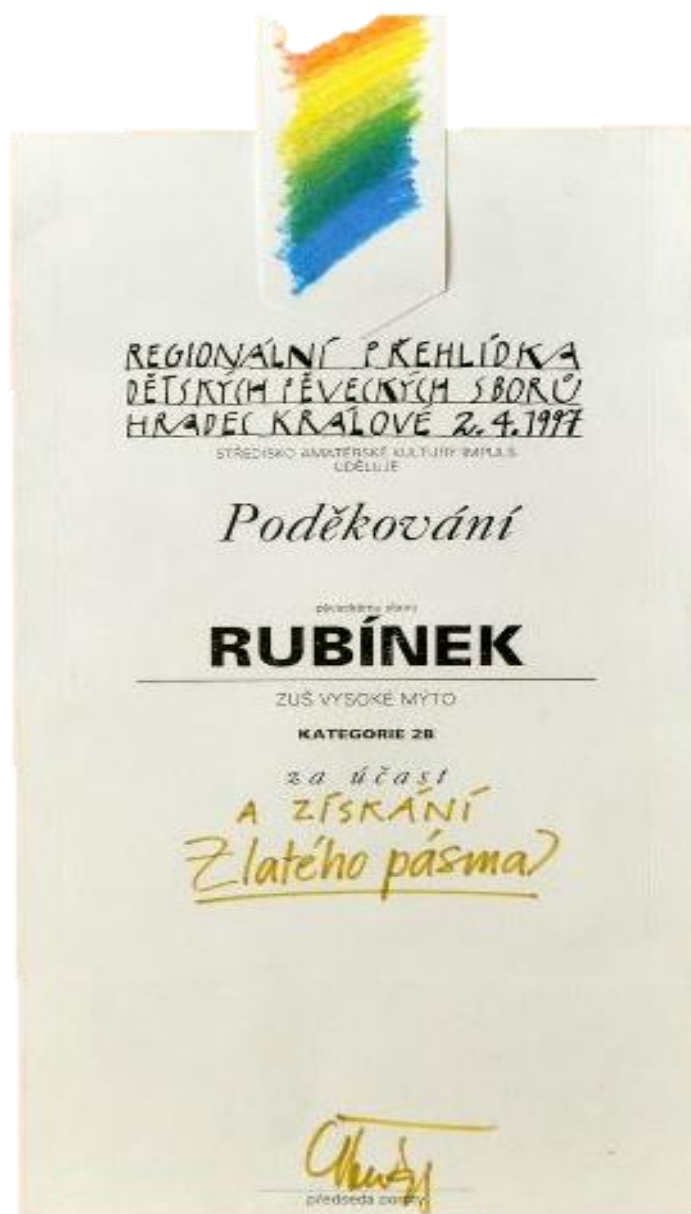 REGIONÁLNÍ PŘEHLÍDKA
DĚTSKÝCH PĚVECKÝCH SBORŮ
HRADEC KRÁLOVÉ 2.4.1997
STŘEDISKO AMATÉRSKÉ KULTURY IMPULS
UDĚLUJE
Poděkování
pěveckému sboru
RUBÍNEK
ZUŠ VYSOKÉ MÝTO
KATEGORIE 2B
za účast
A ZÍSKÁNÍ
Zlatého pásma
předseda poroty